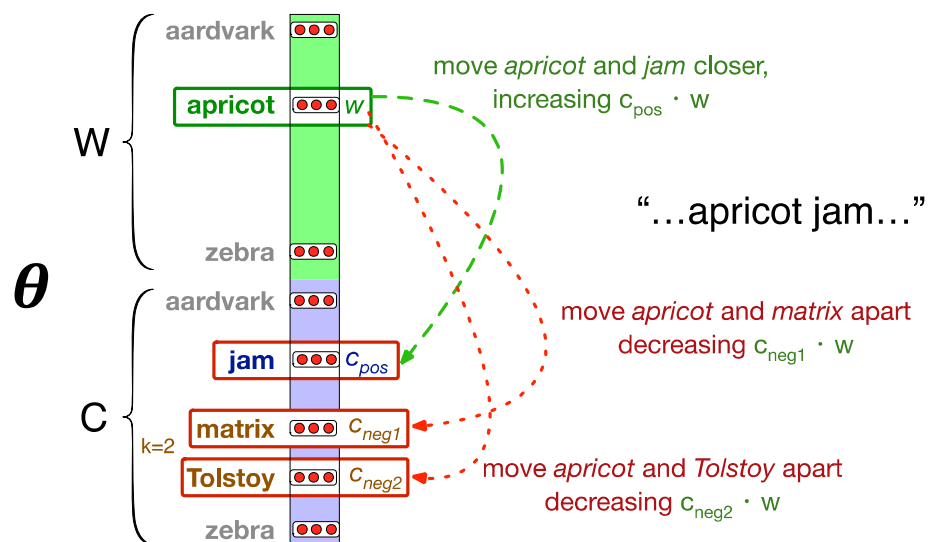 aardvark
move apricot and jam closer,
increasing c_pos · w
apricot w
W
“…apricot jam…”
zebra
θ
aardvark
move apricot and matrix apart
decreasing c_neg1 · w
jam c_pos
C
matrix c_neg1
k=2
Tolstoy c_neg2
move apricot and Tolstoy apart
decreasing c_neg2 · w
zebra